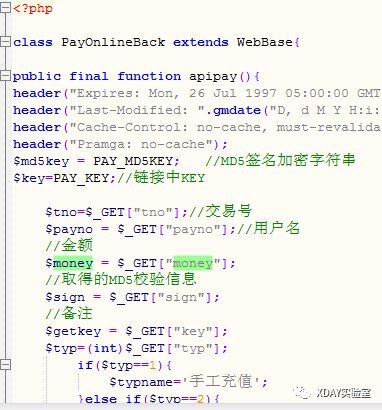 <?php
class PayOnlineBack extends WebBase{
public final function apipay(){
header("Expires: Mon, 26 Jul 1997 05:00:00 GMT
header("Last-Modified: ".gmdate("D, d M Y H:i:
header("Cache-Control: no-cache, must-revalida
header("Pramga: no-cache");
$md5key = PAY_MD5KEY;   //MD5签名加密字符串
$key=PAY_KEY;//链接中KEY
$tno=$_GET["tno"];//交易号
$payno = $_GET["payno"];//用户名
//金额
$money = $_GET["money"];
//取得的MD5校验信息
$sign = $_GET["sign"];
//备注
$getkey = $_GET["key"];
$typ=(int)$_GET["typ"];
if($typ==1){
$typname='手工充值';
}else if($typ==2){
XDAY实验室